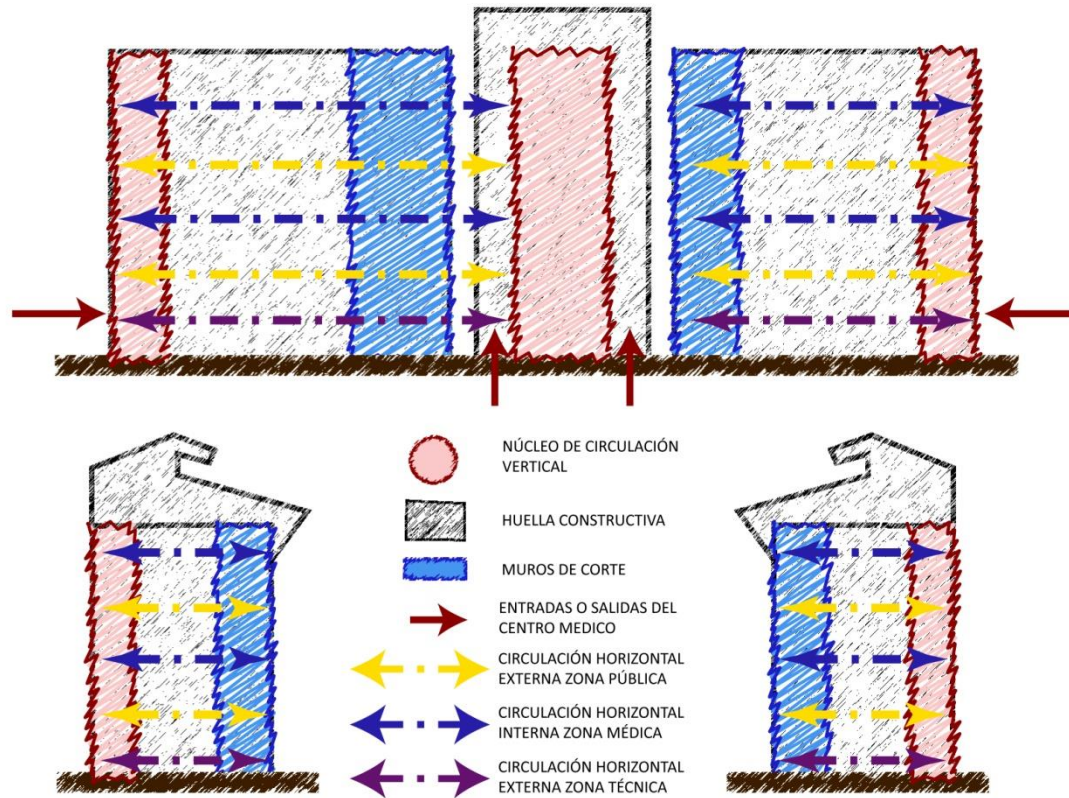 NÚCLEO DE CIRCULACIÓN
VERTICAL
HUELLA CONSTRUCTIVA
MUROS DE CORTE
ENTRADAS O SALIDAS DEL
CENTRO MEDICO
CIRCULACIÓN HORIZONTAL
EXTERNA ZONA PÚBLICA
CIRCULACIÓN HORIZONTAL
INTERNA ZONA MÉDICA
CIRCULACIÓN HORIZONTAL
EXTERNA ZONA TÉCNICA